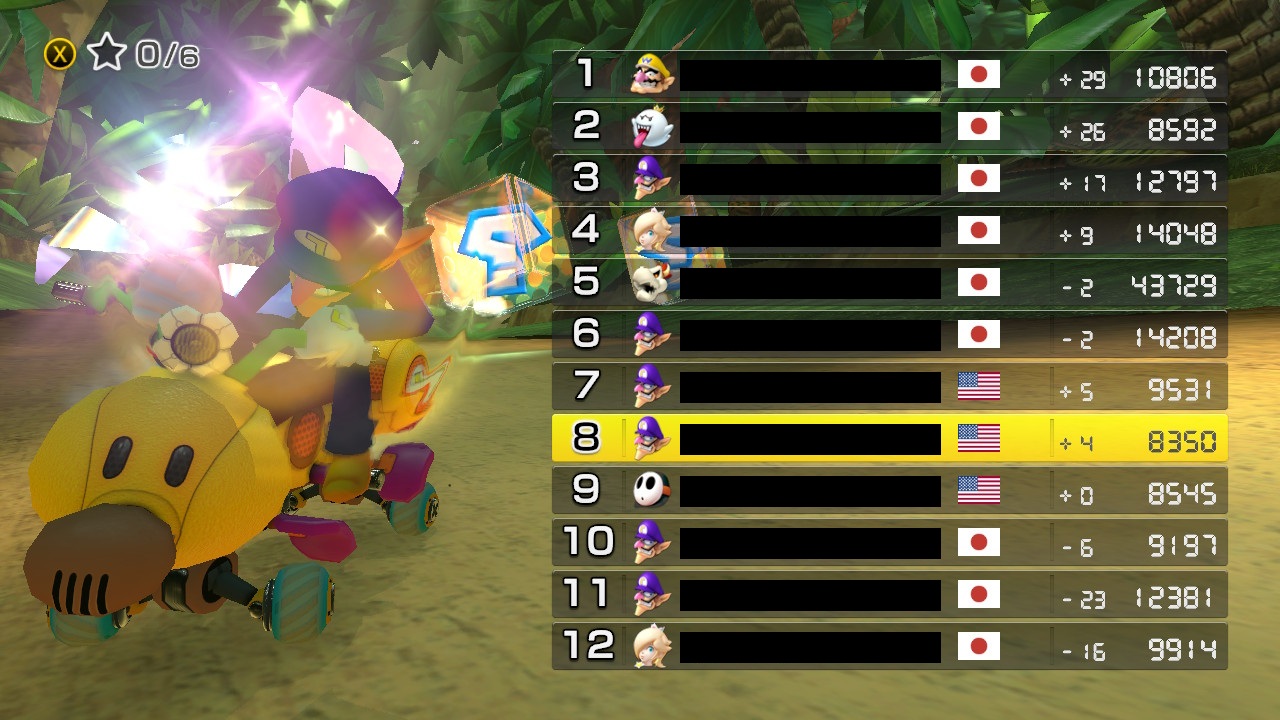 X 0/6
1 + 29 10806
2 + 26 8592
3 + 17 12797
4 + 9 14048
5 - 2 43729
6 - 2 14208
7 + 5 9531
8 + 4 8350
9 + 0 8545
10 - 6 9197
11 - 23 12381
12 - 16 9914